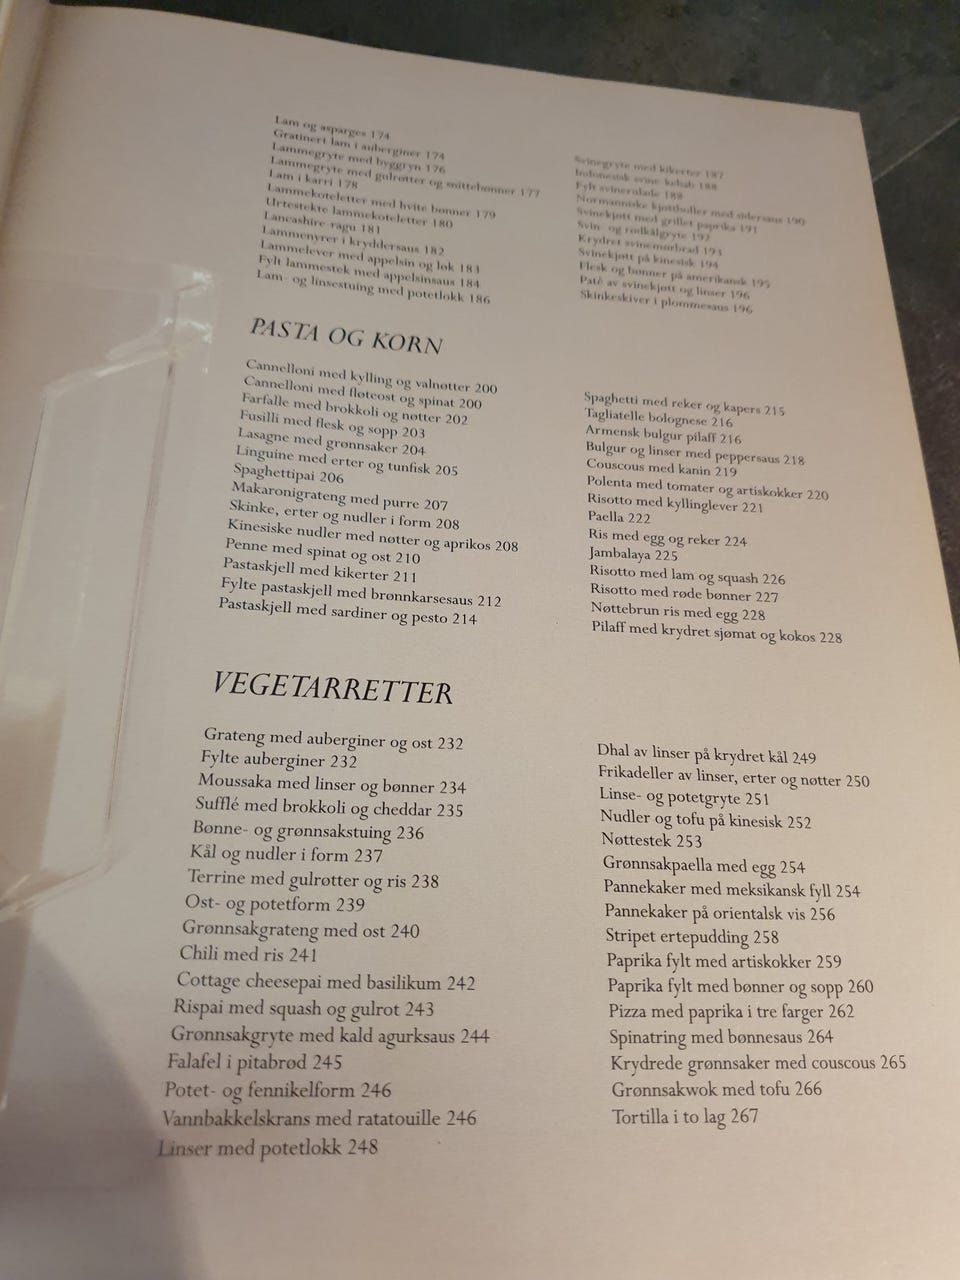 Lam og asparges 174
Gratinert lam i auberginer 174
Lammegryte med byggryn 176
Lammegryte med gulrøtter og snittebønner 177
Lam i karri 178
Lammekoteletter med hvite bønner 179
Urtestekte lammekoteletter 180
Lancashire ragu 181
Lammenyrer i kryddersaus 182
Lammelever med appelsin og løk 183
Fylt lammestek med appelsinsaus 184
Lam- og linsestuing med potetlokk 186
Svinegryte med kikerter 187
Indonesisk svine kebab 188
Fylt svinerulade 188
Normanniske kjøttboller med sidersaus 190
Svinekjøtt med grillet paprika 191
Svin- og rødkålgryte 192
Krydret svinemørbrad 193
Svinekjøtt på kinesisk 194
Flesk og bønner på amerikansk 195
Paté av svinekjøtt og linser 196
Skinkeskiver i plommesaus 196
PASTA OG KORN
Cannelloni med kylling og valnøtter 200
Cannelloni med fløteost og spinat 200
Farfalle med brokkoli og nøtter 202
Fusilli med flesk og sopp 203
Lasagne med grønnsaker 204
Linguine med erter og tunfisk 205
Spaghettipai 206
Makaronigrateng med purre 207
Skinke, erter og nudler i form 208
Kinesiske nudler med nøtter og aprikos 208
Penne med spinat og ost 210
Pastaskjell med kikerter 211
Fylte pastaskjell med brønnkarsesaus 212
Pastaskjell med sardiner og pesto 214
Spaghetti med reker og kapers 215
Tagliatelle bolognese 216
Armensk bulgur pilaff 216
Bulgur og linser med peppersaus 218
Couscous med kanin 219
Polenta med tomater og artiskokker 220
Risotto med kyllinglever 221
Paella 222
Ris med egg og reker 224
Jambalaya 225
Risotto med lam og squash 226
Risotto med røde bønner 227
Nøttebrun ris med egg 228
Pilaff med krydret sjømat og kokos 228
VEGETARRETTER
Grateng med auberginer og ost 232
Fylte auberginer 232
Moussaka med linser og bønner 234
Sufflé med brokkoli og cheddar 235
Bønne- og grønnsakstuing 236
Kål og nudler i form 237
Terrine med gulrøtter og ris 238
Ost- og potetform 239
Grønnsakgrateng med ost 240
Chili med ris 241
Cottage cheesepai med basilikum 242
Rispai med squash og gulrot 243
Grønnsakgryte med kald agurksaus 244
Falafel i pitabrød 245
Potet- og fennikelform 246
Vannbakkelskrans med ratatouille 246
Linser med potetlokk 248
Dhal av linser på krydret kål 249
Frikadeller av linser, erter og nøtter 250
Linse- og potetgryte 251
Nudler og tofu på kinesisk 252
Nøttestek 253
Grønnsakpaella med egg 254
Pannekaker med meksikansk fyll 254
Pannekaker på orientalsk vis 256
Stripet ertepudding 258
Paprika fylt med artiskokker 259
Paprika fylt med bønner og sopp 260
Pizza med paprika i tre farger 262
Spinatring med bønnesaus 264
Krydrede grønnsaker med couscous 265
Grønnsakwok med tofu 266
Tortilla i to lag 267